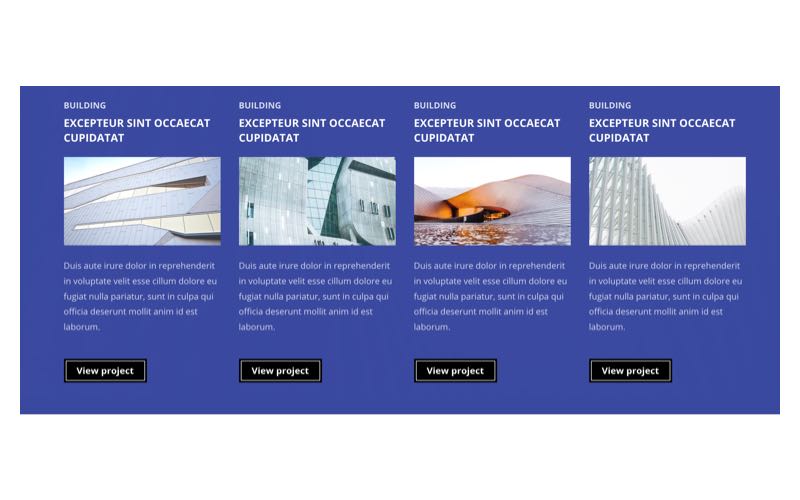 BUILDING
EXCEPTEUR SINT OCCAECAT
CUPIDATAT
Duis aute irure dolor in reprehenderit
in voluptate velit esse cillum dolore eu
fugiat nulla pariatur, sunt in culpa qui
officia deserunt mollit anim id est
laborum.
View project
BUILDING
EXCEPTEUR SINT OCCAECAT
CUPIDATAT
Duis aute irure dolor in reprehenderit
in voluptate velit esse cillum dolore eu
fugiat nulla pariatur, sunt in culpa qui
officia deserunt mollit anim id est
laborum.
View project
BUILDING
EXCEPTEUR SINT OCCAECAT
CUPIDATAT
Duis aute irure dolor in reprehenderit
in voluptate velit esse cillum dolore eu
fugiat nulla pariatur, sunt in culpa qui
officia deserunt mollit anim id est
laborum.
View project
BUILDING
EXCEPTEUR SINT OCCAECAT
CUPIDATAT
Duis aute irure dolor in reprehenderit
in voluptate velit esse cillum dolore eu
fugiat nulla pariatur, sunt in culpa qui
officia deserunt mollit anim id est
laborum.
View project